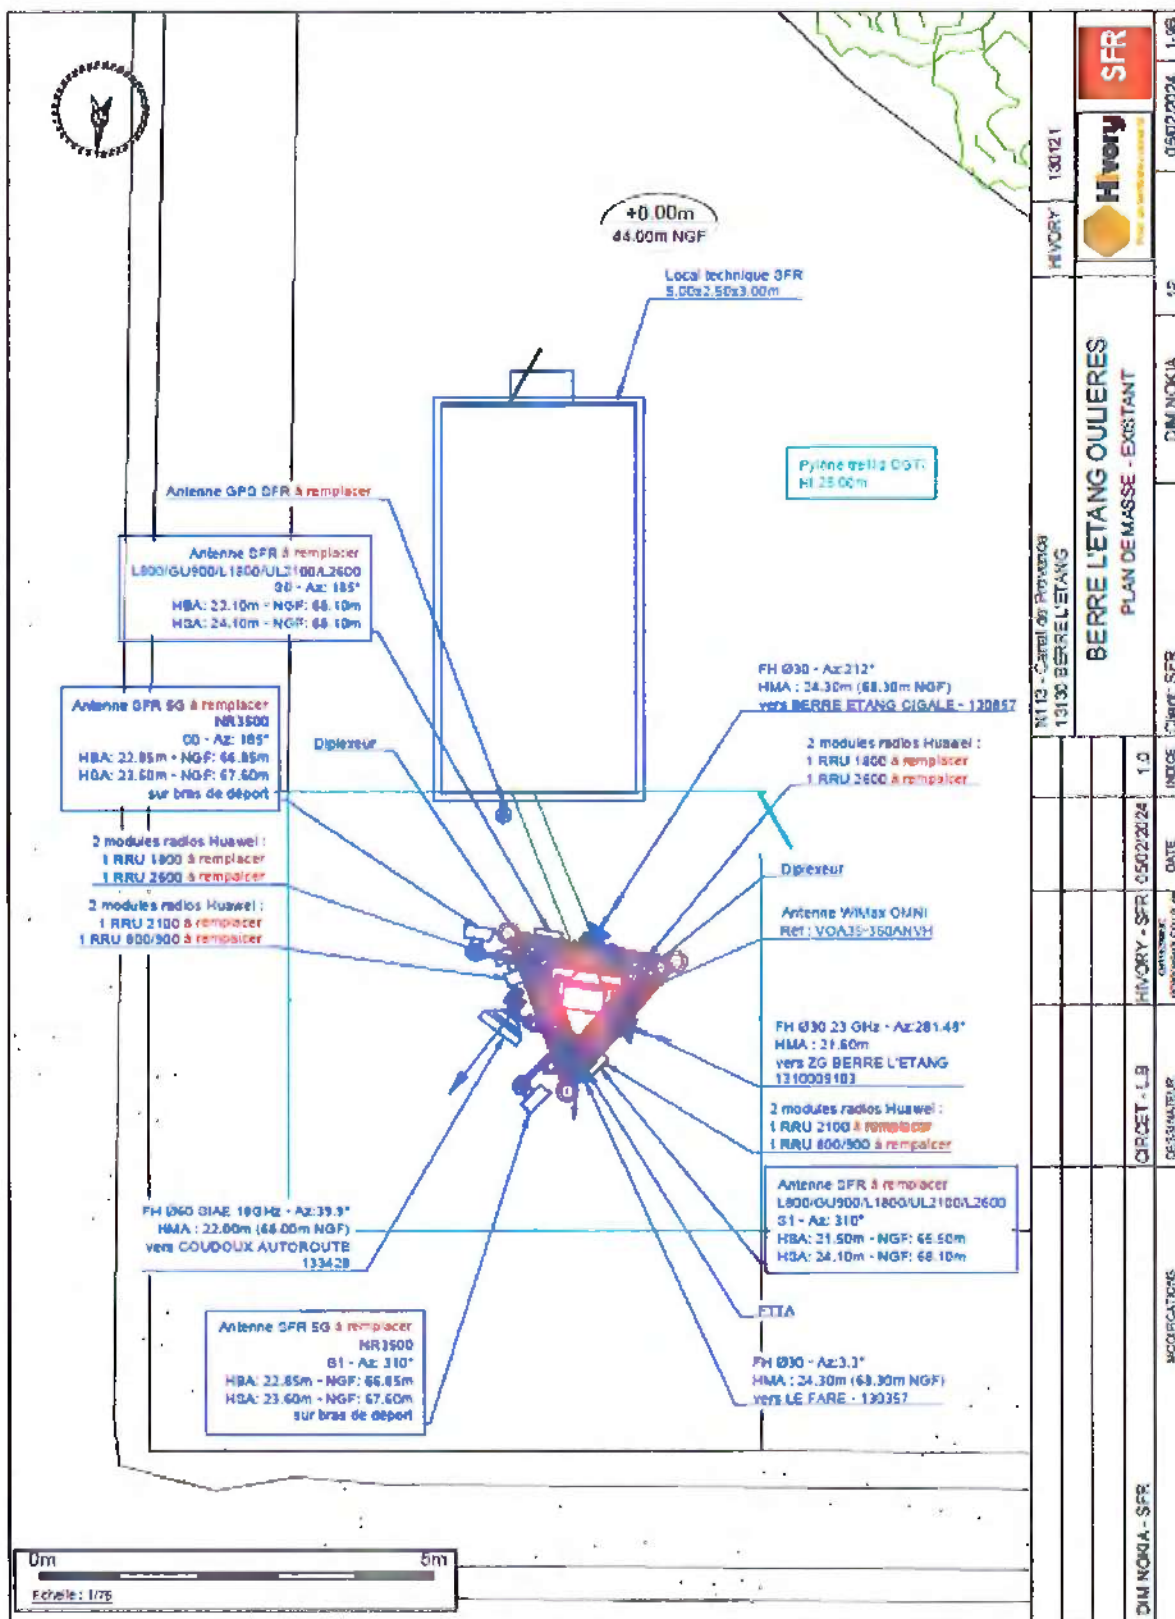 +0.00m
44.00m NGF
Local technique SFR
5.00x2.50x3.00m
Pylône treillis
Ht 25.00m
Antenne GPS SFR à remplacer
Antenne SFR à remplacer
L800/GU900/L1800/UL2100/L2600
S0 - Az: 185°
HBA: 22.10m - NGF: 66.10m
HSA: 24.10m - NGF: 68.10m
Antenne SFR 5G à remplacer
NR3500
S0 - Az: 185°
HBA: 22.85m - NGF: 66.85m
HSA: 23.60m - NGF: 67.60m
sur bras de déport
Diplexeur
2 modules radios Huawei :
1 RRU 1800 à remplacer
1 RRU 2600 à rempalcer
2 modules radios Huawei :
1 RRU 2100 à remplacer
1 RRU 800/900 à rempalcer
FH Ø30 - Az:212°
HMA : 24.30m (68.30m NGF)
vers BERRE ETANG CIGALE - 130857
2 modules radios Huawei :
1 RRU 1800 à remplacer
1 RRU 2600 à rempalcer
Diplexeur
Antenne WiMax OMNI
Réf : VOA35-360ANVH
FH Ø30 23 GHz - Az:281.48°
HMA : 21.60m
vers ZG BERRE L'ETANG
1310009103
2 modules radios Huawei :
1 RRU 2100 à remplacer
1 RRU 800/900 à rempalcer
Antenne SFR à remplacer
L800/GU900/L1800/UL2100/L2600
S1 - Az: 310°
HBA: 21.50m - NGF: 65.50m
HSA: 24.10m - NGF: 68.10m
FH Ø60 SIAE 18GHz - Az:39.9°
HMA : 22.00m (66.00m NGF)
vers COUDOUX AUTOROUTE
133428
FTTA
Antenne SFR 5G à remplacer
NR3500
S1 - Az: 310°
HBA: 22.85m - NGF: 66.85m
HSA: 23.60m - NGF: 67.60m
sur bras de déport
FH Ø30 - Az:3.3°
HMA : 24.30m (68.30m NGF)
vers LE FARE - 130357
0m 5m
Echelle : 1/75
SFR
Hivory
HIVORY 130121
N113 - Canal de Provence
13130 BERRE L'ETANG
BERRE L'ETANG OULIERES
PLAN DE MASSE - EXISTANT
DIM NOKIA - SFR
CIRCET - L.B
HIVORY - SFR
05/02/2024
1.0
MODIFICATIONS
DESSINATEUR
DATE
INDICE
Client: SFR
DIM NOKIA
05/02/2024